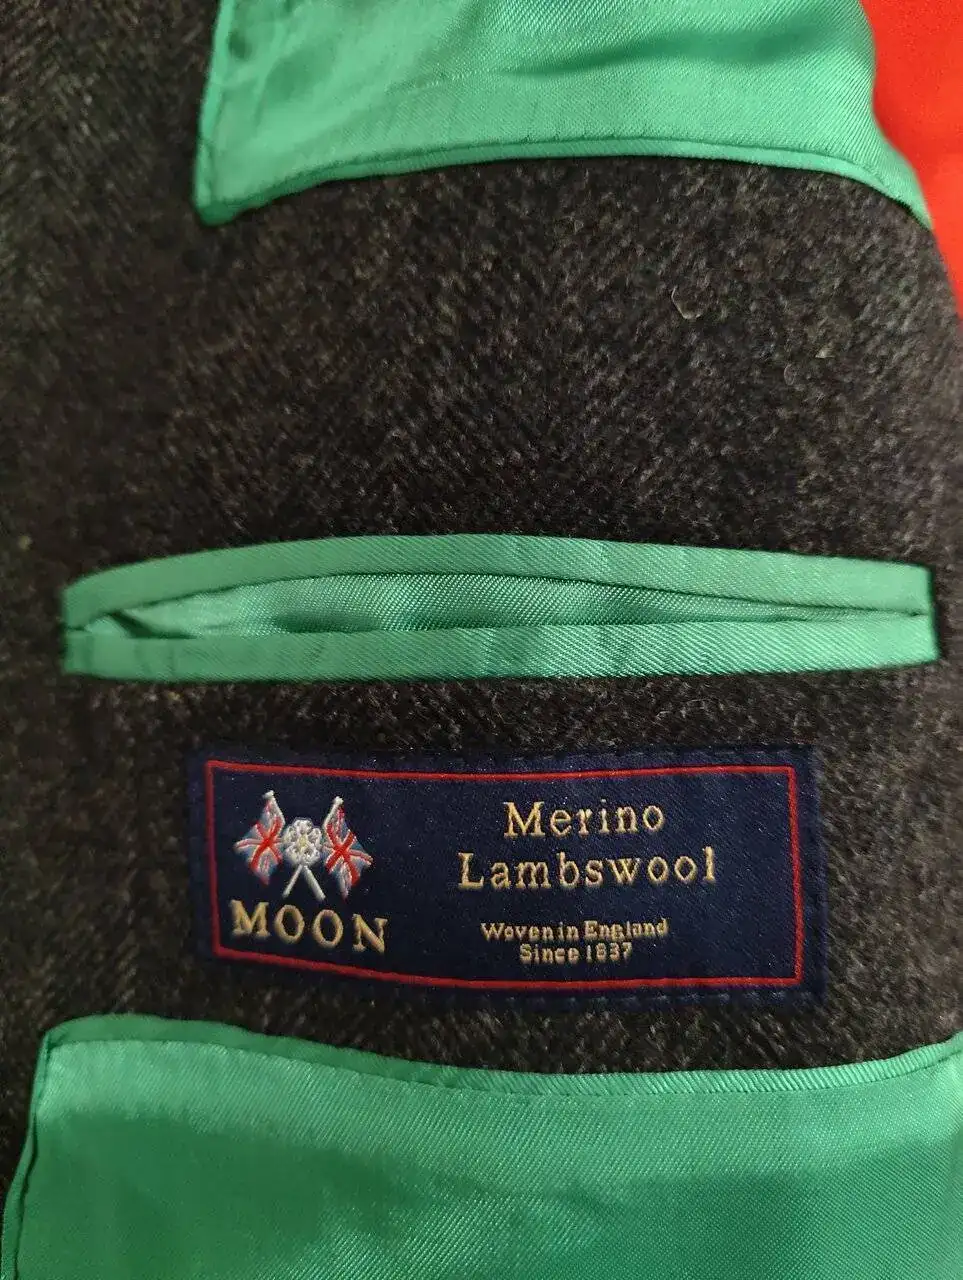 MOON
Merino
Lambswool
Woven in England
Since 1837